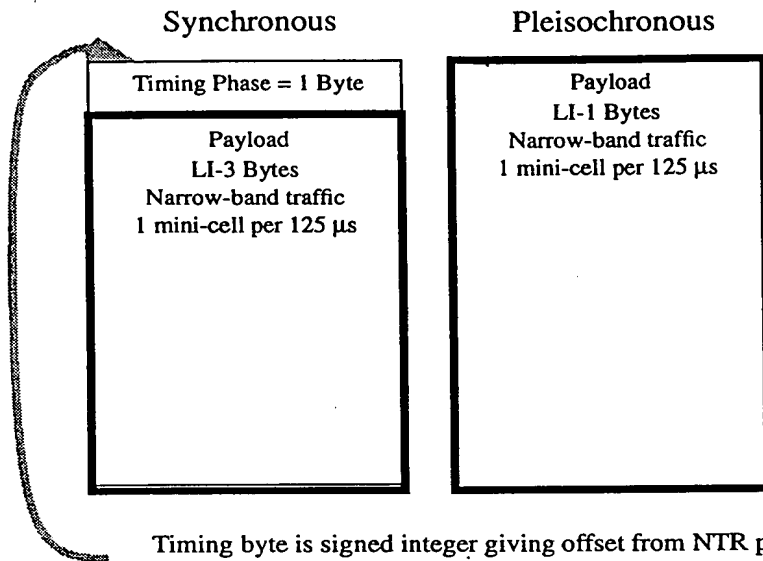 Synchronous
Timing Phase = 1 Byte
Payload
LI-3 Bytes
Narrow-band traffic
1 mini-cell per 125 µs
Pleisochronous
Payload
LI-1 Bytes
Narrow-band traffic
1 mini-cell per 125 µs
Timing byte is signed integer giving offset from NTR p